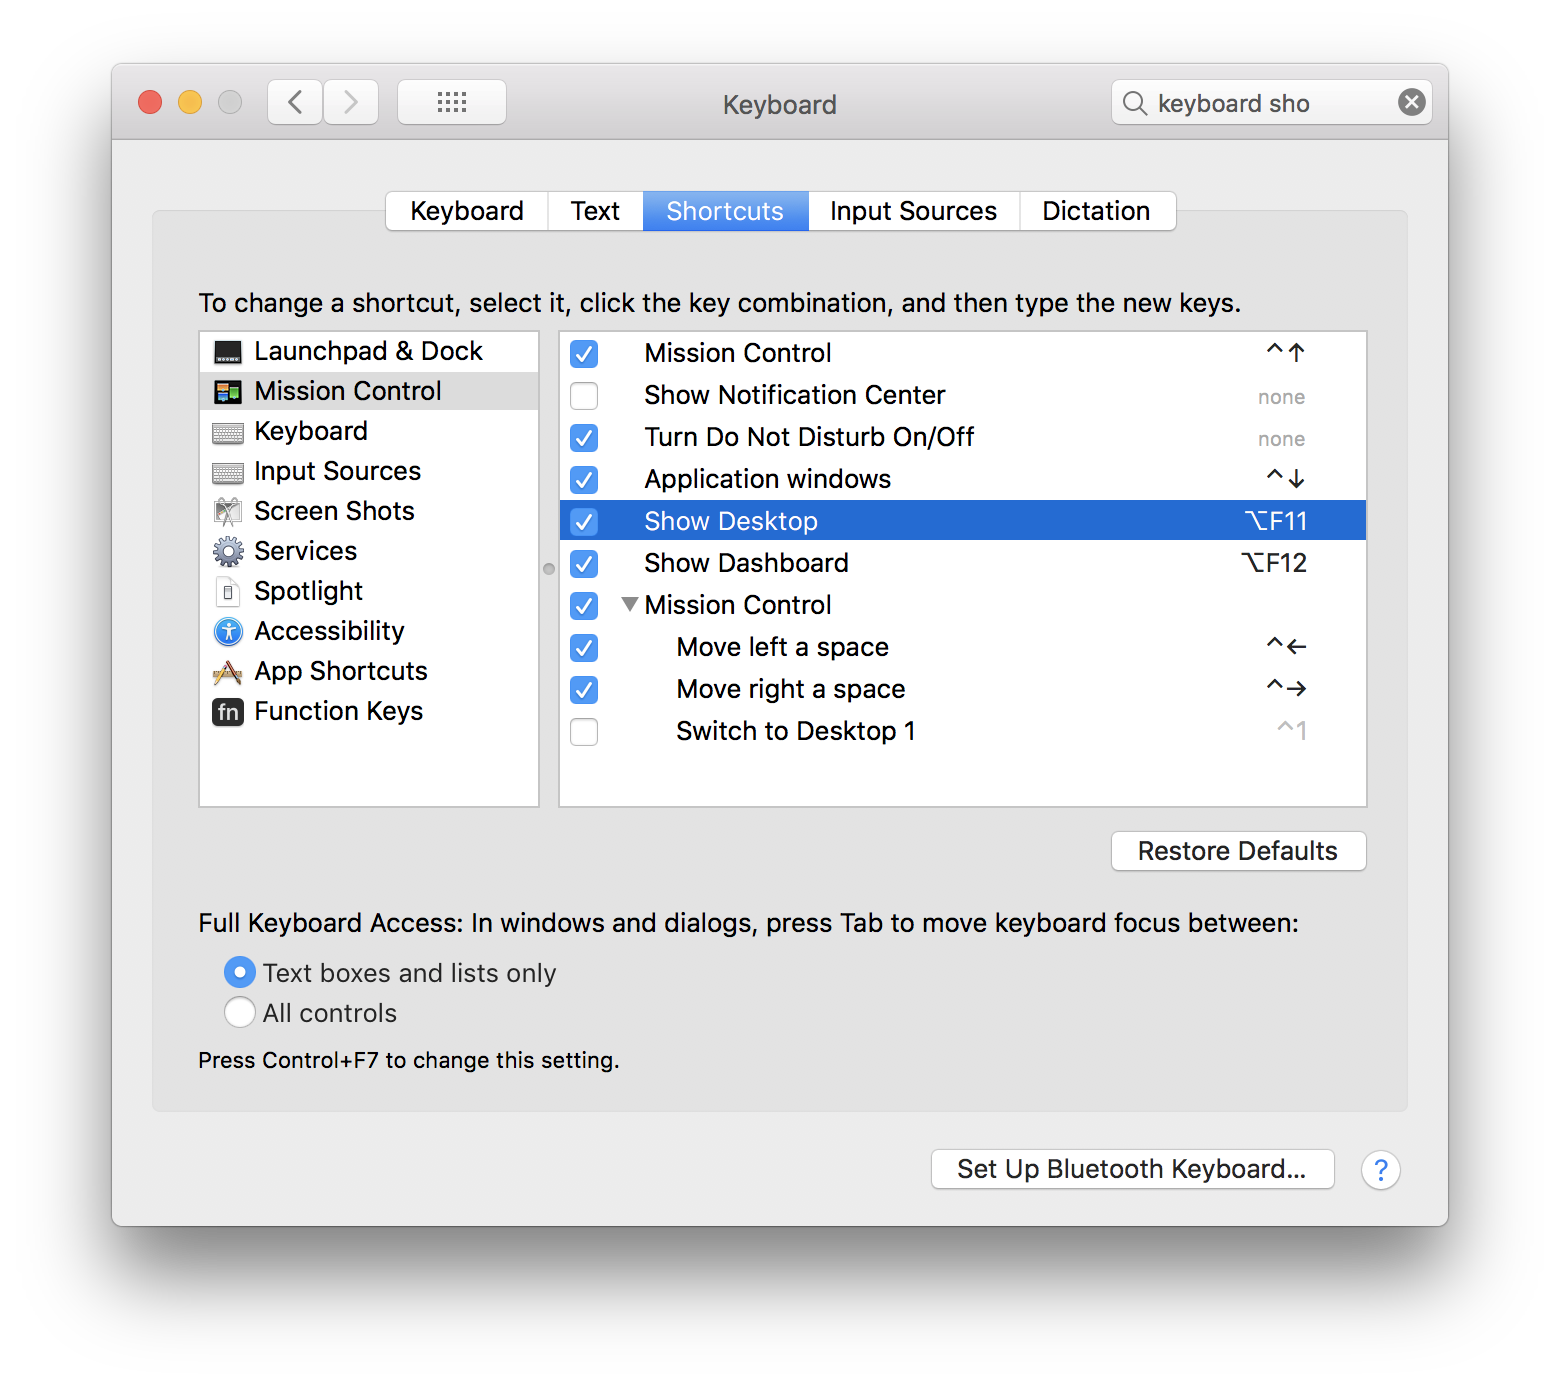 Keyboard
keyboard sho
Keyboard Text Shortcuts Input Sources Dictation
To change a shortcut, select it, click the key combination, and then type the new keys.
Launchpad & Dock
Mission Control
Keyboard
Input Sources
Screen Shots
Services
Spotlight
Accessibility
App Shortcuts
fn Function Keys
Mission Control ^↑
Show Notification Center none
Turn Do Not Disturb On/Off none
Application windows ^↓
Show Desktop ⌥F11
Show Dashboard ⌥F12
Mission Control
Move left a space ^←
Move right a space ^→
Switch to Desktop 1 ^1
Restore Defaults
Full Keyboard Access: In windows and dialogs, press Tab to move keyboard focus between:
Text boxes and lists only
All controls
Press Control+F7 to change this setting.
Set Up Bluetooth Keyboard... ?